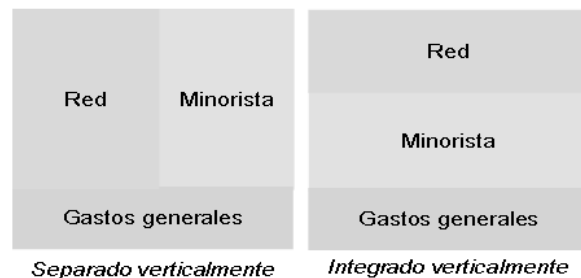 Red Minorista
Gastos generales
Separado verticalmente
Red
Minorista
Gastos generales
Integrado verticalmente